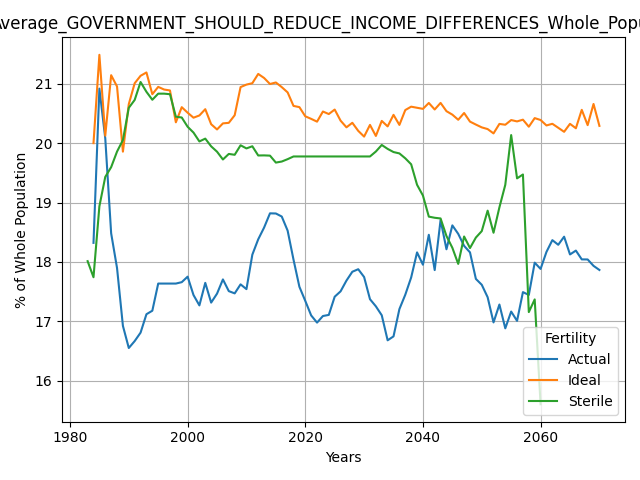 Average_GOVERNMENT_SHOULD_REDUCE_INCOME_DIFFERENCES_Whole_Popu
21
20
19
18
17
16
% of Whole Population
1980
2000
2020
2040
2060
Years
Fertility
Actual
Ideal
Sterile